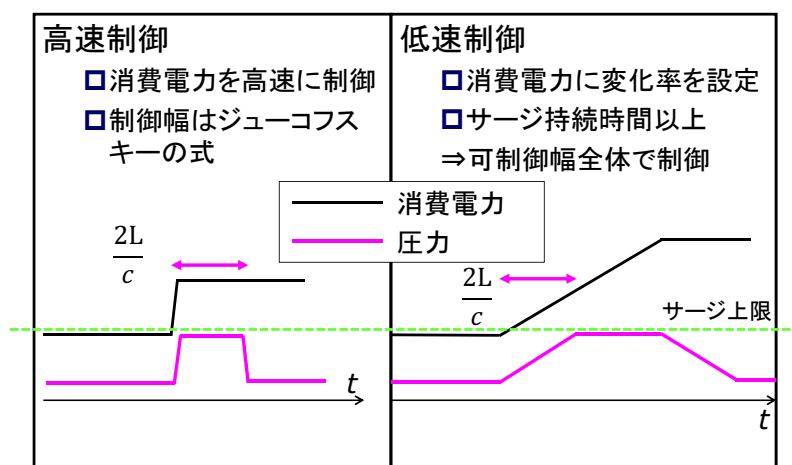 高速制御
消費電力を高速に制御
制御幅はジューコフス
キーの式
2L
c
t
低速制御
消費電力に変化率を設定
サージ持続時間以上
⇒可制御幅全体で制御
消費電力
圧力
2L
c
サージ上限
t